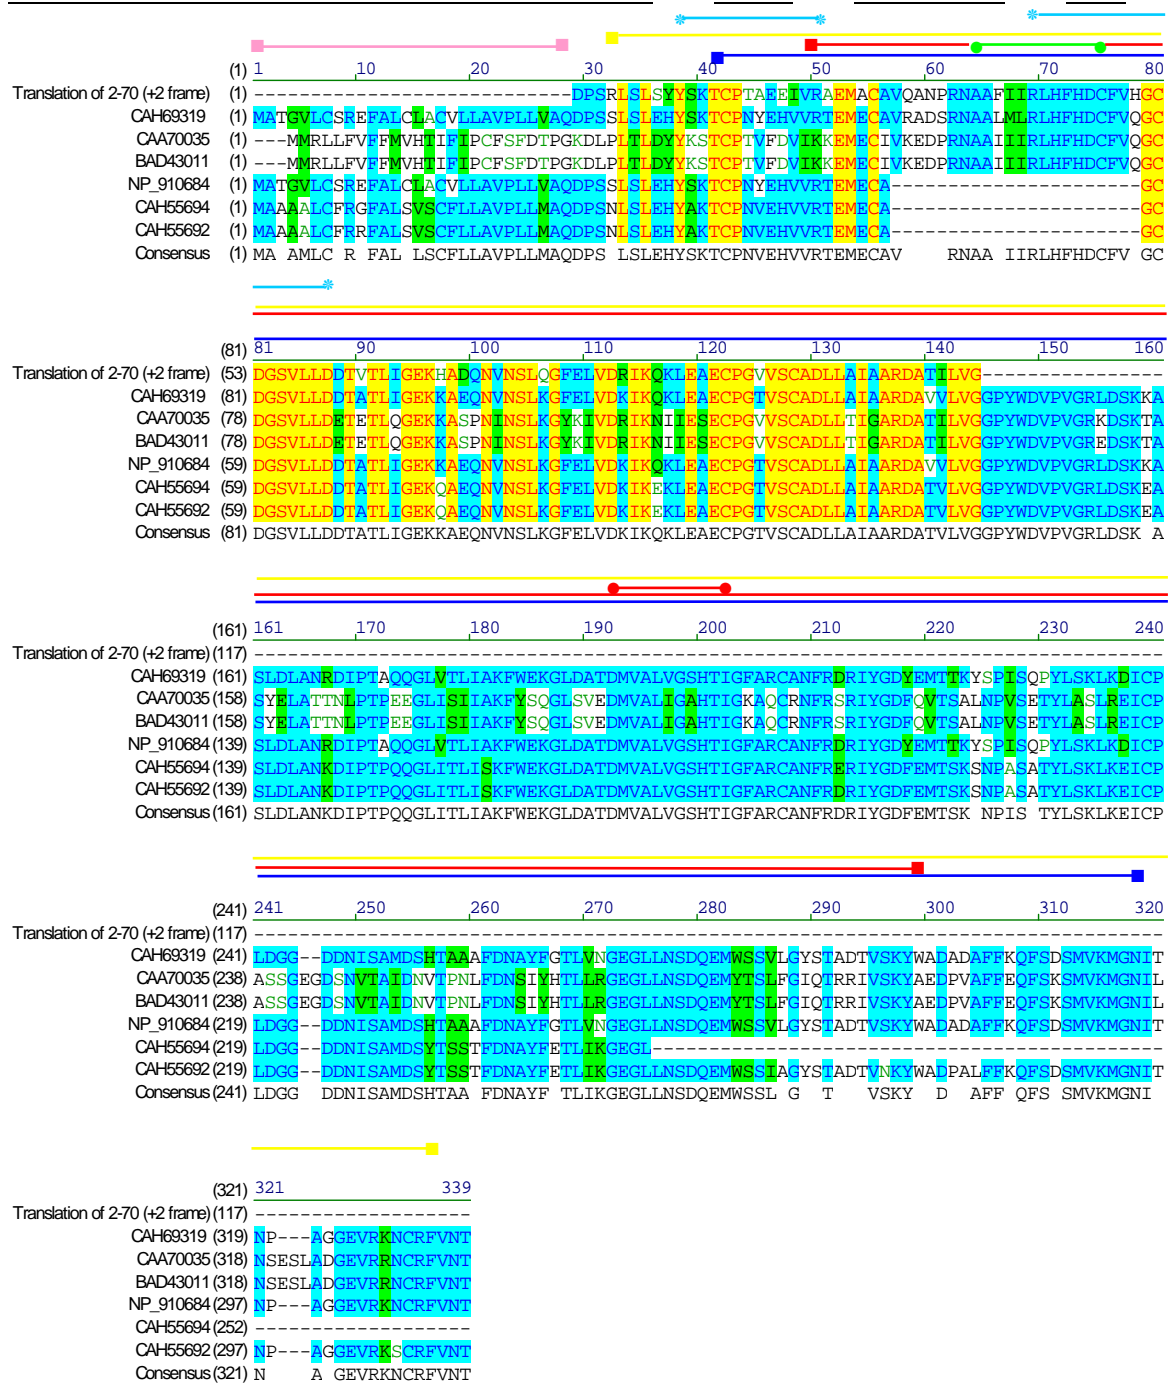 (1) 1 10 20 30 40 50 60 70 80
Translation of 2-70 (+2 frame) (1) ----------------------------DPSRLSLSYYSKTCPTAEEIVRAEMACAVQANPRNAAFIIRLHFHDCFVHGC
CAH69319 (1) MATGVLCSREFALCLACVLLAVPLLVAQDPSSLSLEHYSKTCPNYEHVVRTEMECAVRADSRNAALMLRLHFHDCFVQGC
CAA70035 (1) ---MMRLLFVFFMVHTIFIPCFSFDTPGKDLPLTLDYYKSTCPTVFDVIKKEMECIVKEDPRNAAIIIRLHFHDCFVQGC
BAD43011 (1) ---MMRLLFVFFMVHTIFIPCFSFDTPGKDLPLTLDYYKSTCPTVFDVIKKEMECIVKEDPRNAAIIIRLHFHDCFVQGC
NP_910684 (1) MATGVLCSREFALCLACVLLAVPLLVAQDPSSLSLEHYSKTCPNYEHVVRTEMECA----------------------GC
CAH55694 (1) MAAAALCFRGFALSVSCFLLAVPLLMAQDPSNLSLEHYAKTCPNVEHVVRTEMECA----------------------GC
CAH55692 (1) MAAAALCFRRFALSVSCFLLAVPLLMAQDPSNLSLEHYAKTCPNVEHVVRTEMECA----------------------GC
Consensus (1) MA AMLC R FAL LSCFLLAVPLLMAQDPS LSLEHYSKTCPNVEHVVRTEMECAV    RNAA IIRLHFHDCFV GC
(81) 81 90 100 110 120 130 140 150 160
Translation of 2-70 (+2 frame) (53) DGSVLLDDTVTLIGEKHADQNVNSLQGFELVDRIKQKLEAECPGVVSCADLLAIAARDATILVG----------------
CAH69319 (81) DGSVLLDDTATLIGEKKAEQNVNSLKGFELVDKIKQKLEAECPGTVSCADLLAIAARDAVVLVGGPYWDVPVGRLDSKKA
CAA70035 (78) DGSVLLDETETLQGEKKASPNINSLKGYKIVDRIKNIIESECPGVVSCADLLTIGARDATILVGGPYWDVPVGRKDSKTA
BAD43011 (78) DGSVLLDETETLQGEKKASPNINSLKGYKIVDRIKNIIESECPGVVSCADLLTIGARDATILVGGPYWDVPVGREDSKTA
NP_910684 (59) DGSVLLDDTATLIGEKKAEQNVNSLKGFELVDKIKQKLEAECPGTVSCADLLAIAARDAVVLVGGPYWDVPVGRLDSKKA
CAH55694 (59) DGSVLLDDTATLIGEKQAEQNVNSLKGFELVDKIKEKLEAECPGTVSCADLLAIAARDATVLVGGPYWDVPVGRLDSKEA
CAH55692 (59) DGSVLLDDTATLIGEKQAEQNVNSLKGFELVDKIKEKLEAECPGTVSCADLLAIAARDATVLVGGPYWDVPVGRLDSKEA
Consensus (81) DGSVLLDDTATLIGEKKAEQNVNSLKGFELVDKIKQKLEAECPGTVSCADLLAIAARDATVLVGGPYWDVPVGRLDSK A
(161) 161 170 180 190 200 210 220 230 240
Translation of 2-70 (+2 frame) (117) --------------------------------------------------------------------------------
CAH69319 (161) SLDLANRDIPTAQQGLVTLIAKFWEKGLDATDMVALVGSHTIGFARCANFRDRIYGDYEMTTKYSPISQPYLSKLKDICP
CAA70035 (158) SYELATTNLPTPEEGLISIIAKFYSQGLSVEDMVALIGAHTIGKAQCRNFRSRIYGDFQVTSALNPVSETYLASLREICP
BAD43011 (158) SYELATTNLPTPEEGLISIIAKFYSQGLSVEDMVALIGAHTIGKAQCRNFRSRIYGDFQVTSALNPVSETYLASLREICP
NP_910684 (139) SLDLANRDIPTAQQGLVTLIAKFWEKGLDATDMVALVGSHTIGFARCANFRDRIYGDYEMTTKYSPISQPYLSKLKDICP
CAH55694 (139) SLDLANKDIPTPQQGLITLISKFWEKGLDATDMVALVGSHTIGFARCANFRERIYGDFEMTSKSNPASATYLSKLKEICP
CAH55692 (139) SLDLANKDIPTPQQGLITLISKFWEKGLDATDMVALVGSHTIGFARCANFRDRIYGDFEMTSKSNPASATYLSKLKEICP
Consensus (161) SLDLANKDIPTPQQGLITLIAKFWEKGLDATDMVALVGSHTIGFARCANFRDRIYGDFEMTSK NPIS TYLSKLKEICP
(241) 241 250 260 270 280 290 300 310 320
Translation of 2-70 (+2 frame) (117) --------------------------------------------------------------------------------
CAH69319 (241) LDGG--DDNISAMDSHTAAAFDNAYFGTLVNGEGLLNSDQEMWSSVLGYSTADTVSKYWADADAFFKQFSDSMVKMGNIT
CAA70035 (238) ASSGEGDSNVTAIDNVTPNLFDNSIYHTLLRGEGLLNSDQEMYTSLFGIQTRRIVSKYAEDPVAFFEQFSKSMVKMGNIL
BAD43011 (238) ASSGEGDSNVTAIDNVTPNLFDNSIYHTLLRGEGLLNSDQEMYTSLFGIQTRRIVSKYAEDPVAFFEQFSKSMVKMGNIL
NP_910684 (219) LDGG--DDNISAMDSHTAAAFDNAYFGTLVNGEGLLNSDQEMWSSVLGYSTADTVSKYWADADAFFKQFSDSMVKMGNIT
CAH55694 (219) LDGG--DDNISAMDSYTSSTFDNAYFETLIKGEGL---------------------------------------------
CAH55692 (219) LDGG--DDNISAMDSYTSSTFDNAYFETLIKGEGLLNSDQEMWSSIAGYSTADTVNKYWADPALFFKQFSDSMVKMGNIT
Consensus (241) LDGG  DDNISAMDSHTAA FDNAYF TLIKGEGLLNSDQEMWSSL G  T   VSKY  D  AFF QFS SMVKMGNI
(321) 321 339
Translation of 2-70 (+2 frame) (117) -------------------
CAH69319 (319) NP---AGGEVRKNCRFVNT
CAA70035 (318) NSESLADGEVRRNCRFVNT
BAD43011 (318) NSESLADGEVRRNCRFVNT
NP_910684 (297) NP---AGGEVRKNCRFVNT
CAH55694 (252) -------------------
CAH55692 (297) NP---AGGEVRKSCRFVNT
Consensus (321) N    A GEVRKNCRFVNT